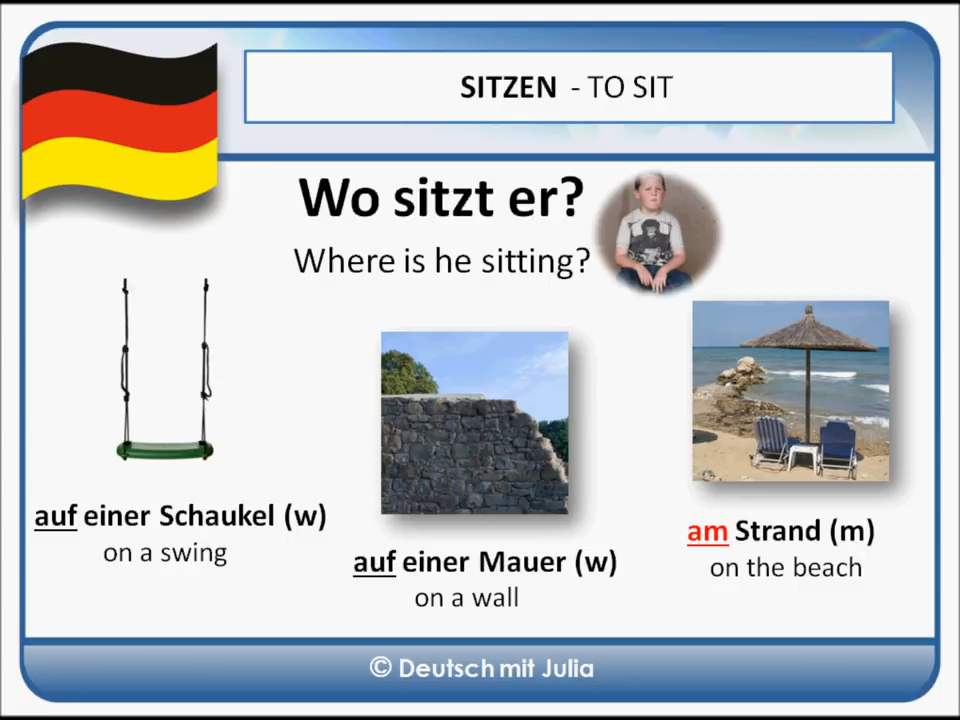 SITZEN - TO SIT
Wo sitzt er?
Where is he sitting?
auf einer Schaukel (w)
on a swing
auf einer Mauer (w)
on a wall
am Strand (m)
on the beach
© Deutsch mit Julia